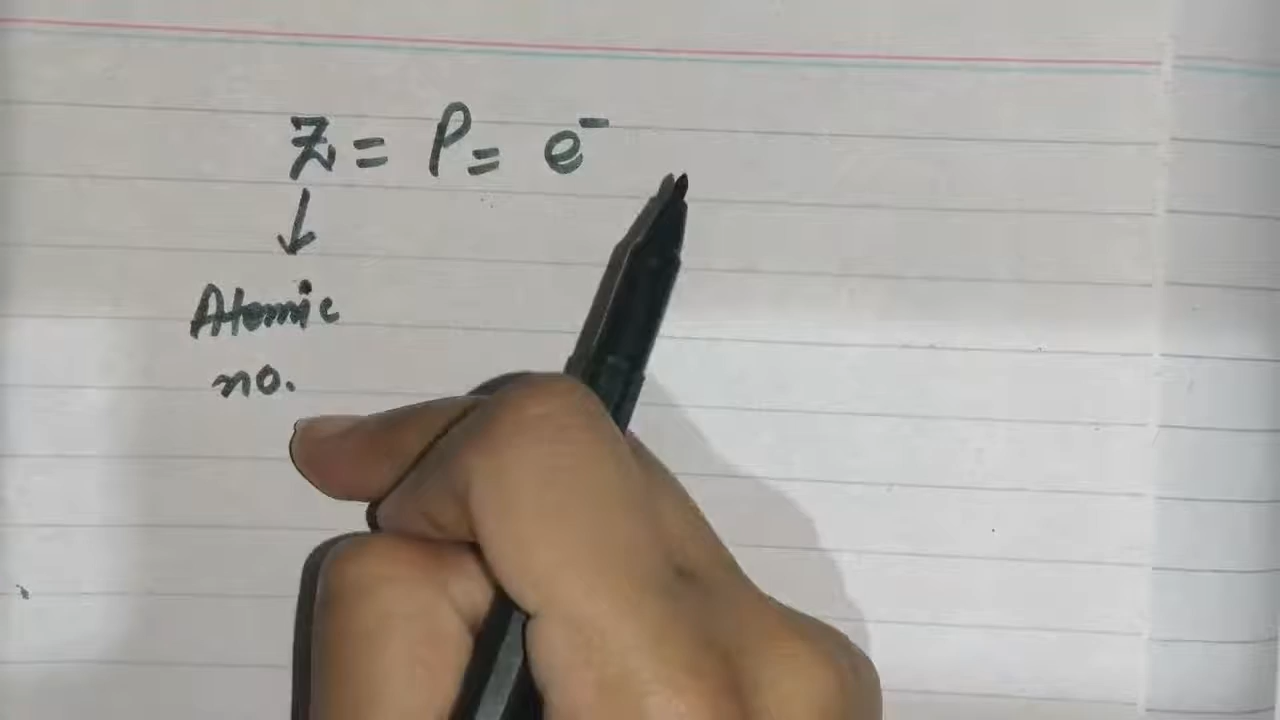 Z = P = e⁻
↓
Atomic
no.